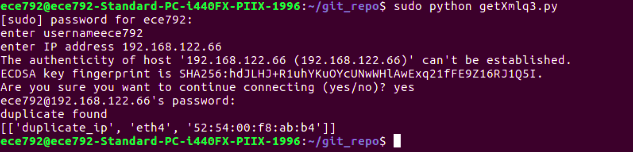 ece792@ece792-Standard-PC-i440FX-PIIX-1996:~/git_repo$ sudo python getXmlq3.py
[sudo] password for ece792:
enter usernameece792
enter IP address 192.168.122.66
The authenticity of host '192.168.122.66 (192.168.122.66)' can't be established.
ECDSA key fingerprint is SHA256:hdJLHJ+R1uhYKuOYcUNwWHlAwExq21fFE9Z16RJ1Q5I.
Are you sure you want to continue connecting (yes/no)? yes
ece792@192.168.122.66's password:
duplicate found
[['duplicate_ip', 'eth4', '52:54:00:f8:ab:b4']]
ece792@ece792-Standard-PC-i440FX-PIIX-1996:~/git_repo$